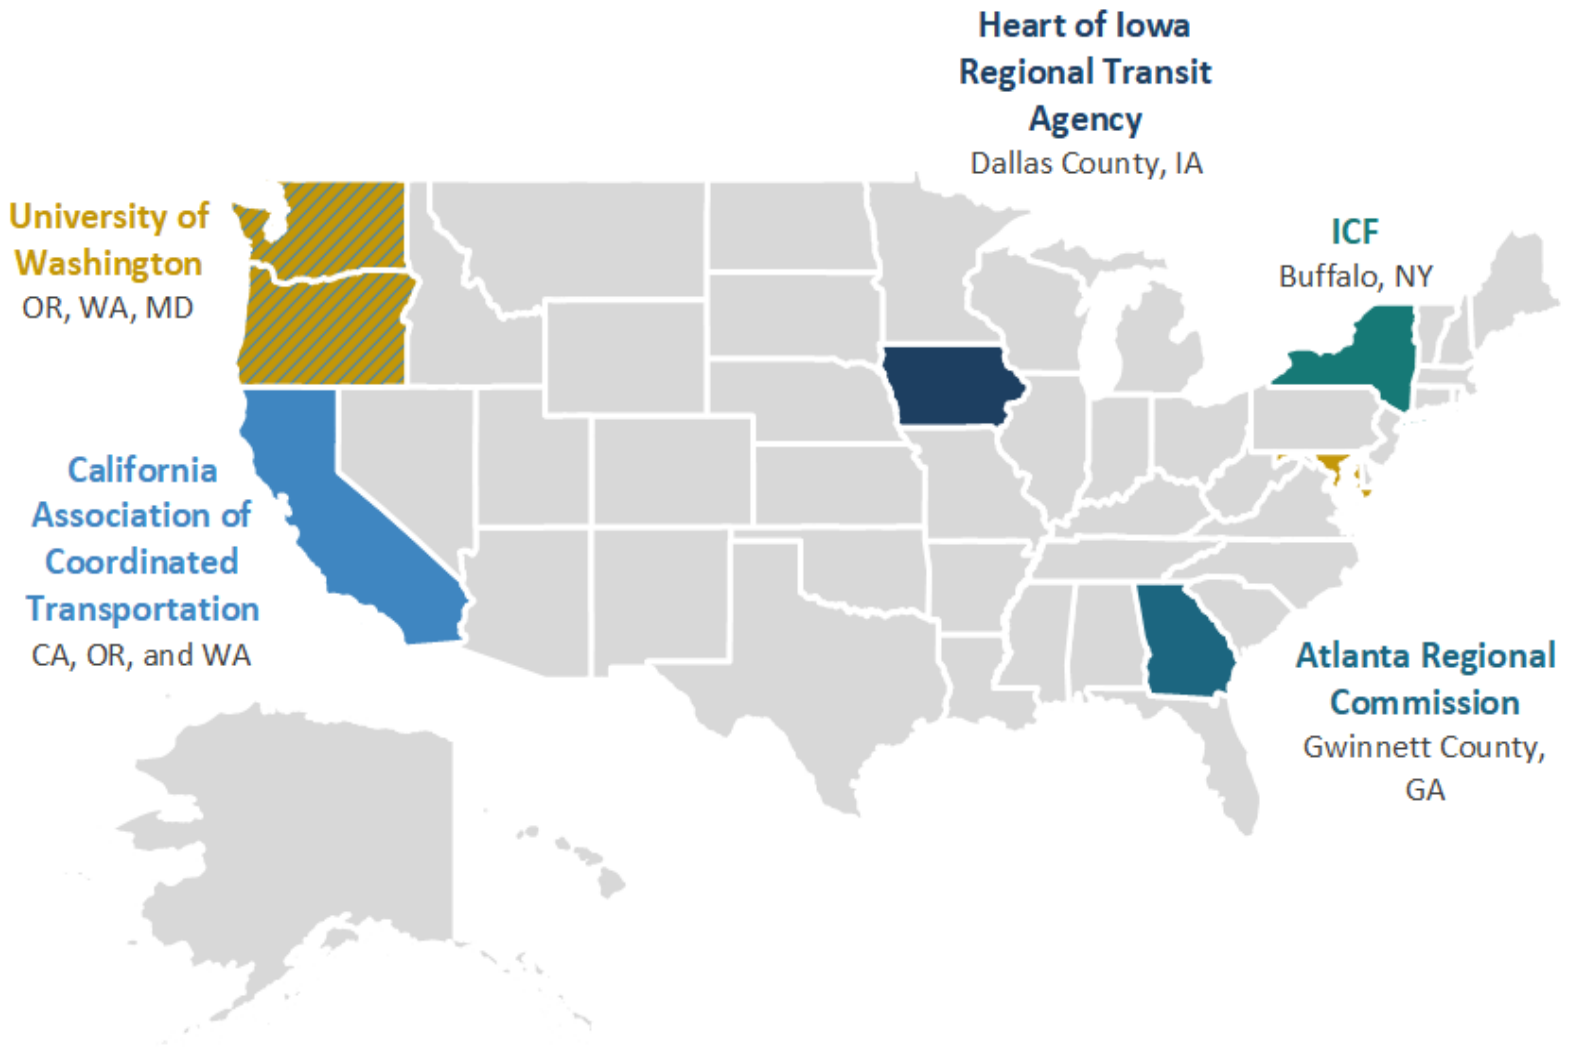 Heart of Iowa
Regional Transit
Agency
Dallas County, IA
University of
Washington
OR, WA, MD
ICF
Buffalo, NY
California
Association of
Coordinated
Transportation
CA, OR, and WA
Atlanta Regional
Commission
Gwinnett County,
GA